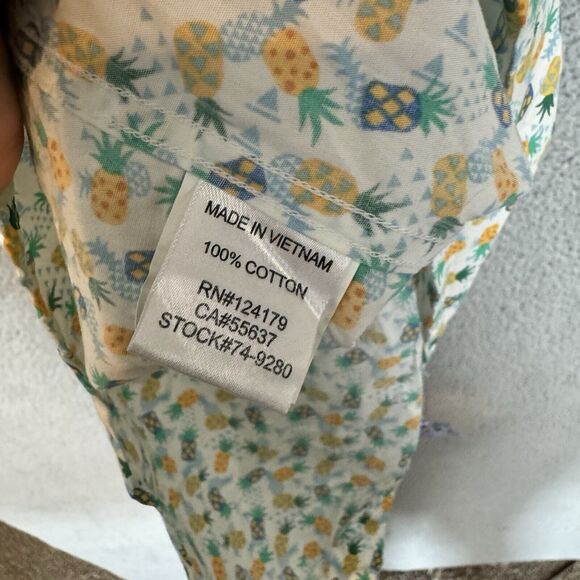 MADE IN VIETNAM
100% COTTON
RN#124179
CA#55637
STOCK#74-9280